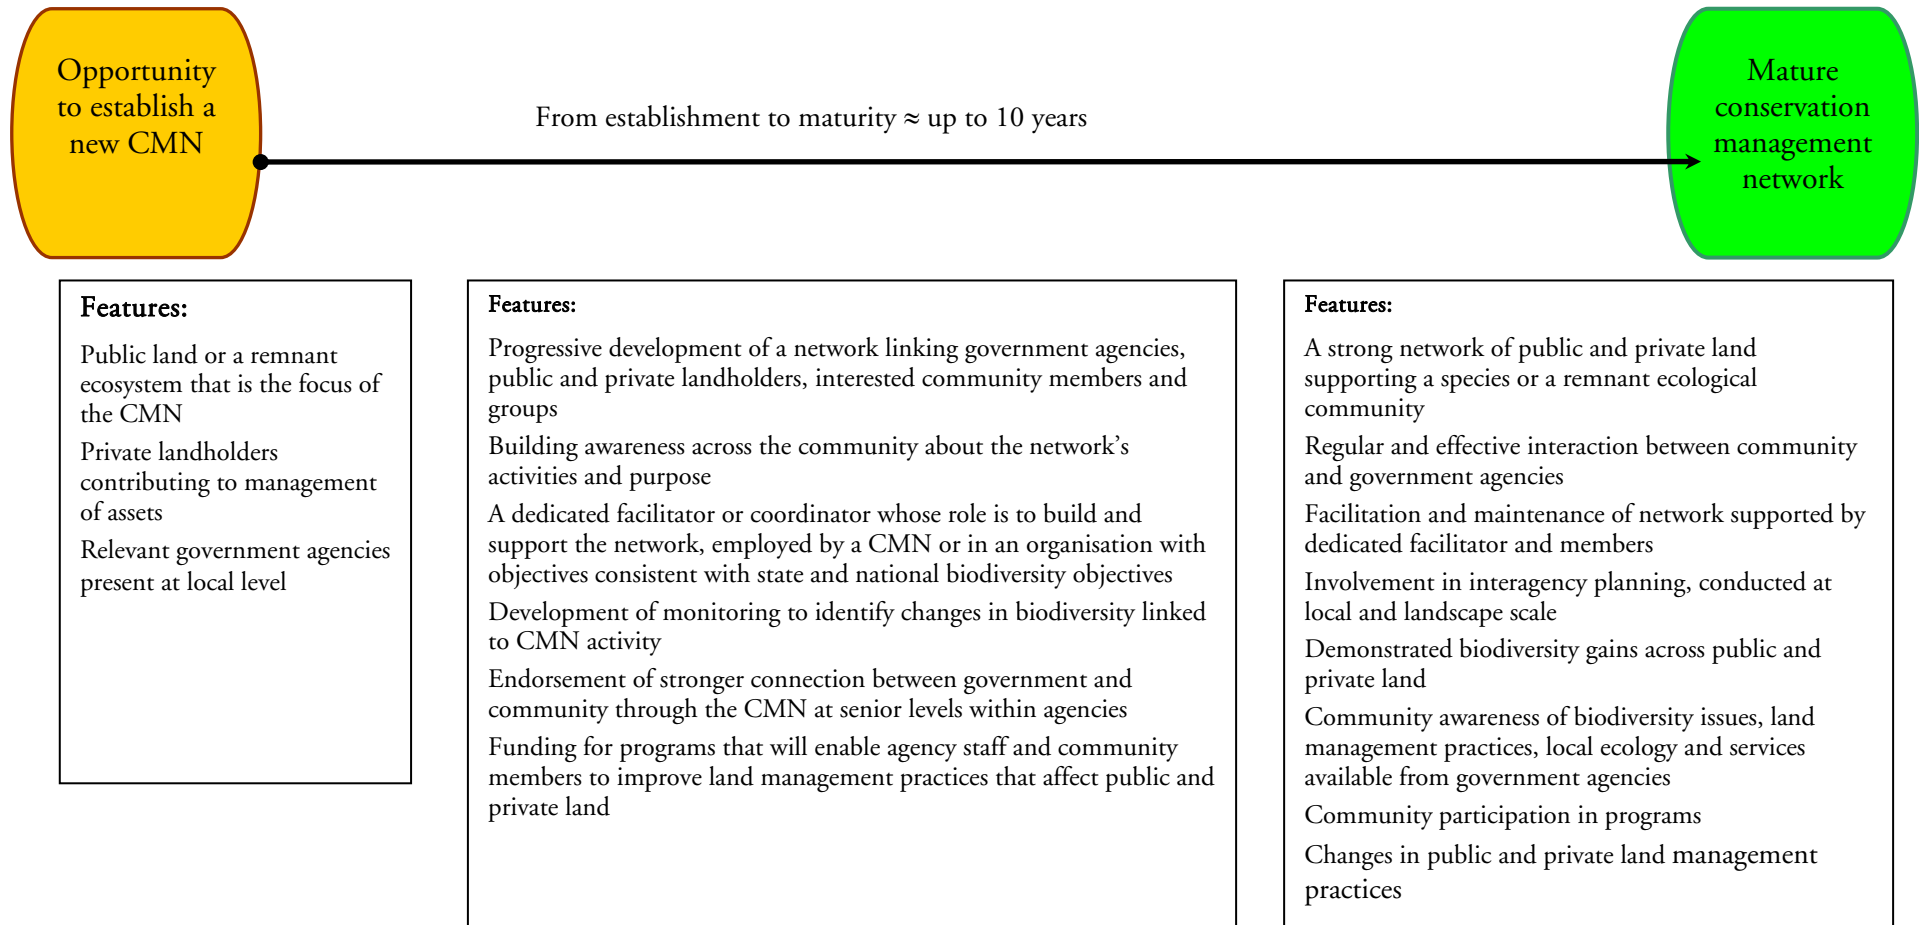 Opportunity
to establish a
new CMN
From establishment to maturity ≈ up to 10 years
Mature
conservation
management
network
Features:
Public land or a remnant
ecosystem that is the focus of
the CMN
Private landholders
contributing to management
of assets
Relevant government agencies
present at local level
Features:
Progressive development of a network linking government agencies,
public and private landholders, interested community members and
groups
Building awareness across the community about the network's
activities and purpose
A dedicated facilitator or coordinator whose role is to build and
support the network, employed by a CMN or in an organisation with
objectives consistent with state and national biodiversity objectives
Development of monitoring to identify changes in biodiversity linked
to CMN activity
Endorsement of stronger connection between government and
community through the CMN at senior levels within agencies
Funding for programs that will enable agency staff and community
members to improve land management practices that affect public and
private land
Features:
A strong network of public and private land
supporting a species or a remnant ecological
community
Regular and effective interaction between community
and government agencies
Facilitation and maintenance of network supported by
dedicated facilitator and members
Involvement in interagency planning, conducted at
local and landscape scale
Demonstrated biodiversity gains across public and
private land
Community awareness of biodiversity issues, land
management practices, local ecology and services
available from government agencies
Community participation in programs
Changes in public and private land management
practices